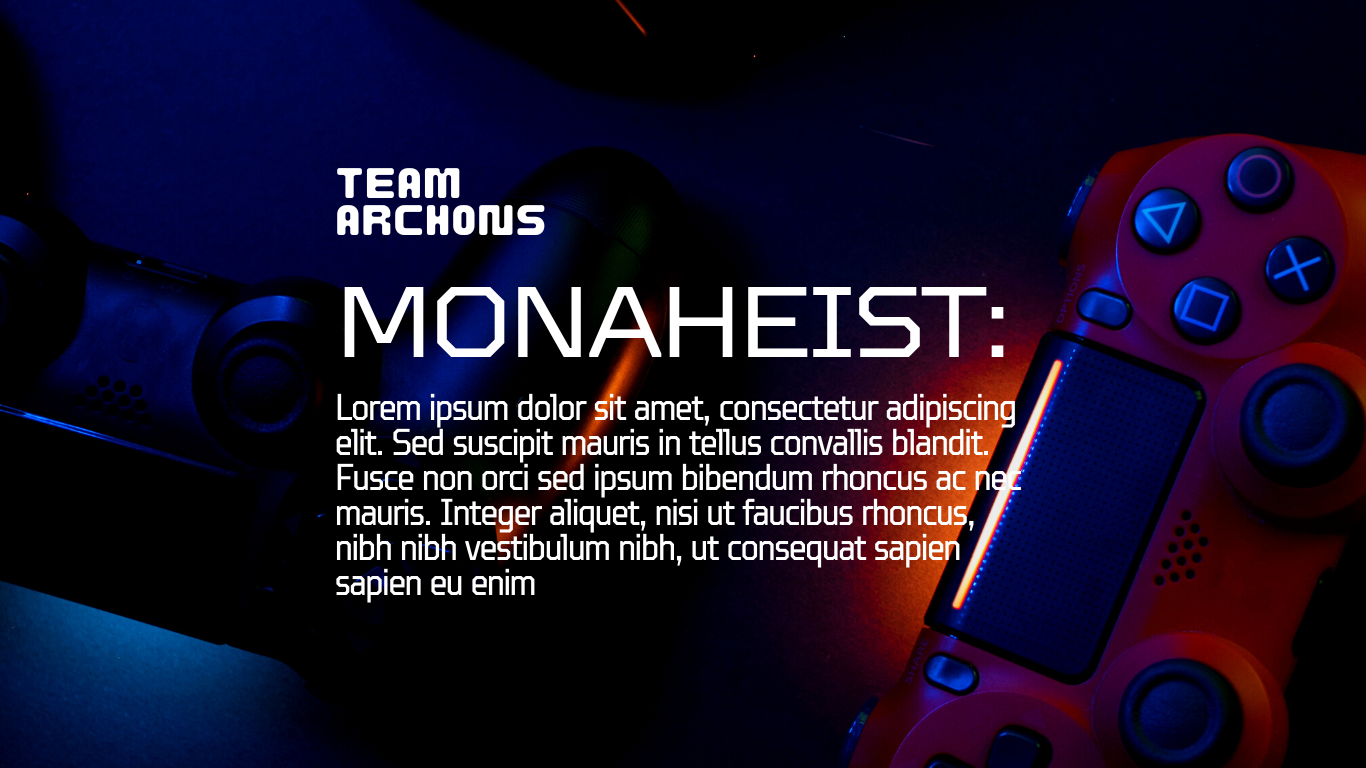 TEAM
ARCHONS
MONAHEIST:
Lorem ipsum dolor sit amet, consectetur adipiscing
elit. Sed suscipit mauris in tellus convallis blandit.
Fusce non orci sed ipsum bibendum rhoncus ac nec
mauris. Integer aliquet, nisi ut faucibus rhoncus,
nibh nibh vestibulum nibh, ut consequat sapien
sapien eu enim
OPTIONS
SHARE